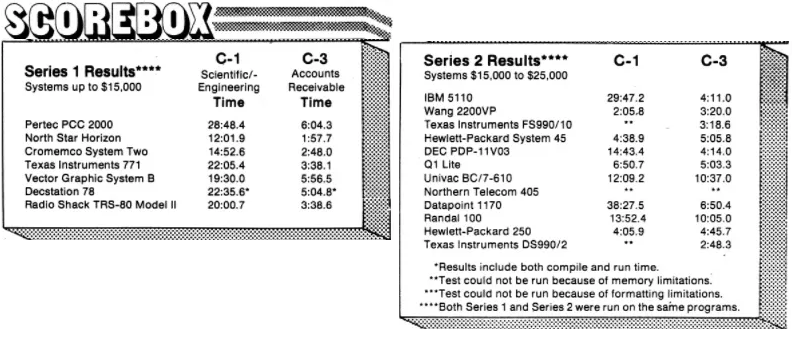 SCOREBOX
Series 1 Results****
Systems up to $15,000
C-1
Scientific/-
Engineering
Time
C-3
Accounts
Receivable
Time
Pertec PCC 2000 28:48.4 6:04.3
North Star Horizon 12:01.9 1:57.7
Cromemco System Two 14:52.6 2:48.0
Texas Instruments 771 22:05.4 3:38.1
Vector Graphic System B 19:30.0 5:56.5
Decstation 78 22:35.6* 5:04.8*
Radio Shack TRS-80 Model II 20:00.7 3:38.6
Series 2 Results**** C-1 C-3
Systems $15,000 to $25,000
IBM 5110 29:47.2 4:11.0
Wang 2200VP 2:05.8 3:20.0
Texas Instruments FS990/10 ** 3:18.6
Hewlett-Packard System 45 4:38.9 5:05.8
DEC PDP-11V03 14:43.4 4:14.0
Q1 Lite 6:50.7 5:03.3
Univac BC/7-610 12:09.2 10:37.0
Northern Telecom 405 ** **
Datapoint 1170 38:27.5 6:50.4
Randal 100 13:52.4 10:05.0
Hewlett-Packard 250 4:05.9 4:45.7
Texas Instruments DS990/2 ** 2:48.3
*Results include both compile and run time.
**Test could not be run because of memory limitations.
***Test could not be run because of formatting limitations.
****Both Series 1 and Series 2 were run on the same programs.